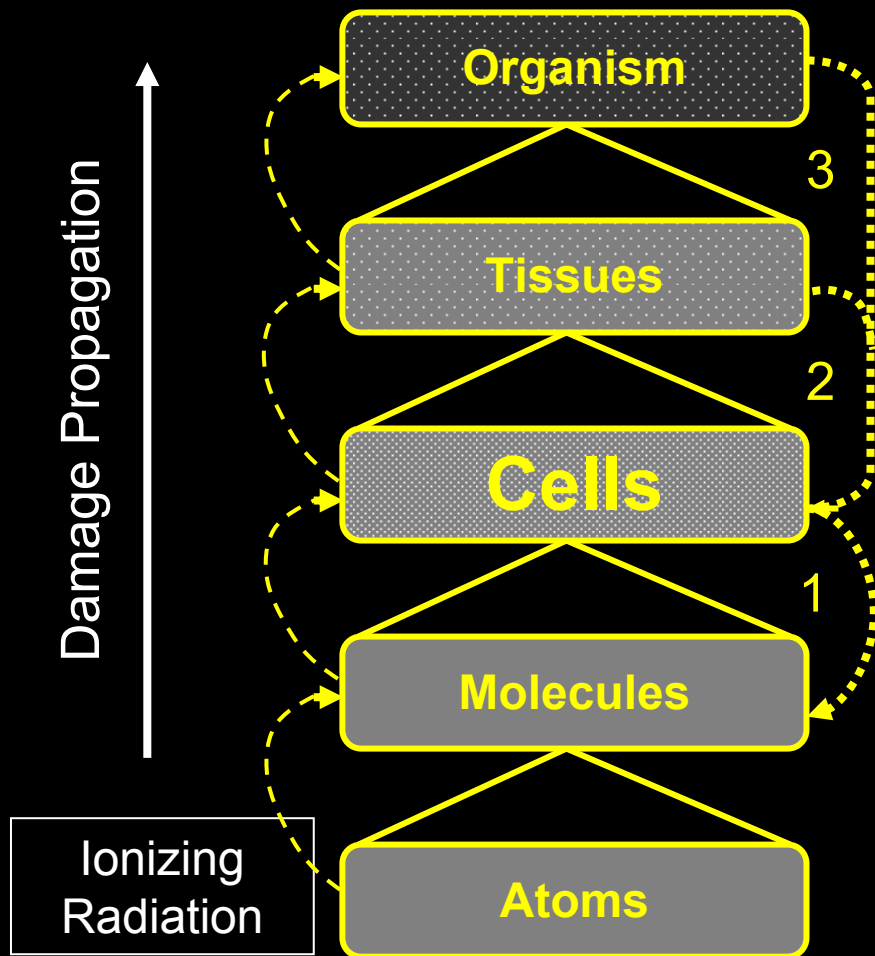 Organism
3
Tissues
2
Cells
1
Molecules
Atoms
Damage Propagation
Ionizing
Radiation